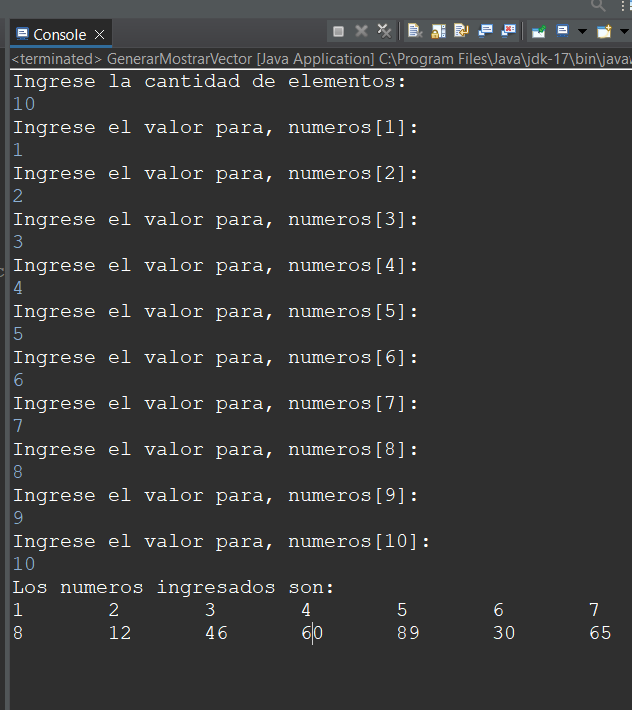 Console
<terminated> GenerarMostrarVector [Java Application] C:\Program Files\Java\jdk-17\bin\java
Ingrese la cantidad de elementos:
10
Ingrese el valor para, numeros[1]:
1
Ingrese el valor para, numeros[2]:
2
Ingrese el valor para, numeros[3]:
3
Ingrese el valor para, numeros[4]:
4
Ingrese el valor para, numeros[5]:
5
Ingrese el valor para, numeros[6]:
6
Ingrese el valor para, numeros[7]:
7
Ingrese el valor para, numeros[8]:
8
Ingrese el valor para, numeros[9]:
9
Ingrese el valor para, numeros[10]:
10
Los numeros ingresados son:
1 2 3 4 5 6 7
8 12 46 60 89 30 65